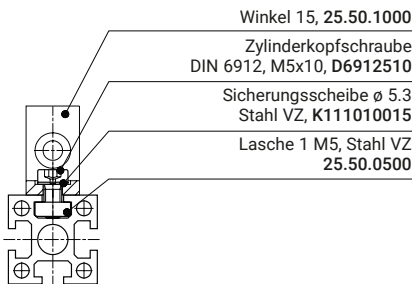 Winkel 15, 25.50.1000
Zylinderkopfschraube
DIN 6912, M5x10, D6912510
Sicherungsscheibe ø 5.3
Stahl VZ, K111010015
Lasche 1 M5, Stahl VZ
25.50.0500